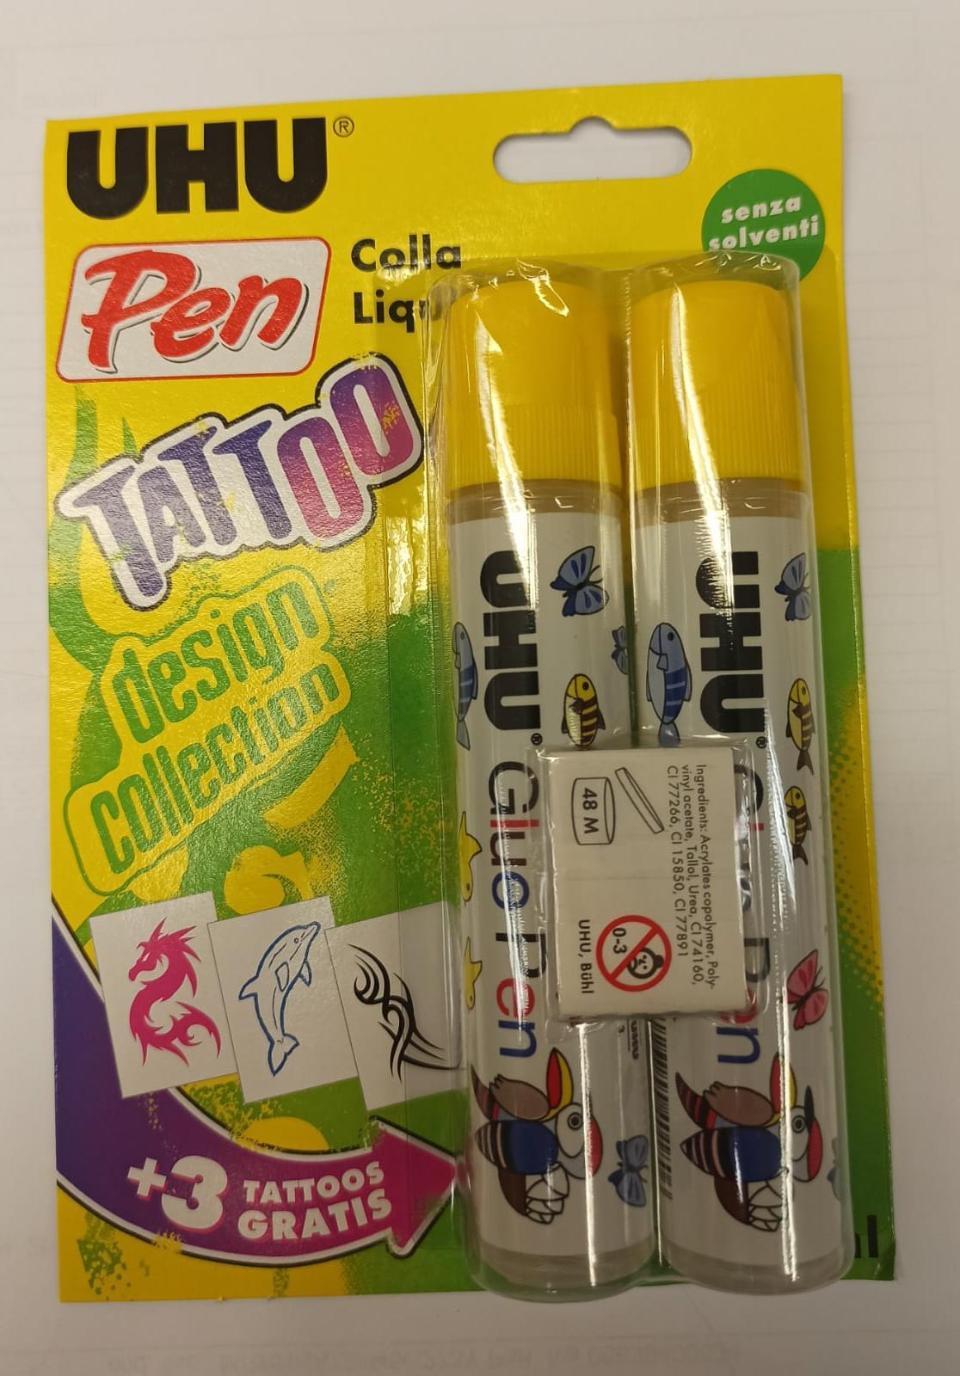 UHU®
senza
solventi
Pen
Colla
TATTOO
design
collection
UHU®
Glue Pen
UHU®
48 M
Ingredients: Acrylates copolymer, Poly-
vinyl acetate, Tallol, Urea, CI 74160,
CI 77266, CI 15850, CI 77891
0-3
UHU, Bühl
+3 TATTOOS
GRATIS